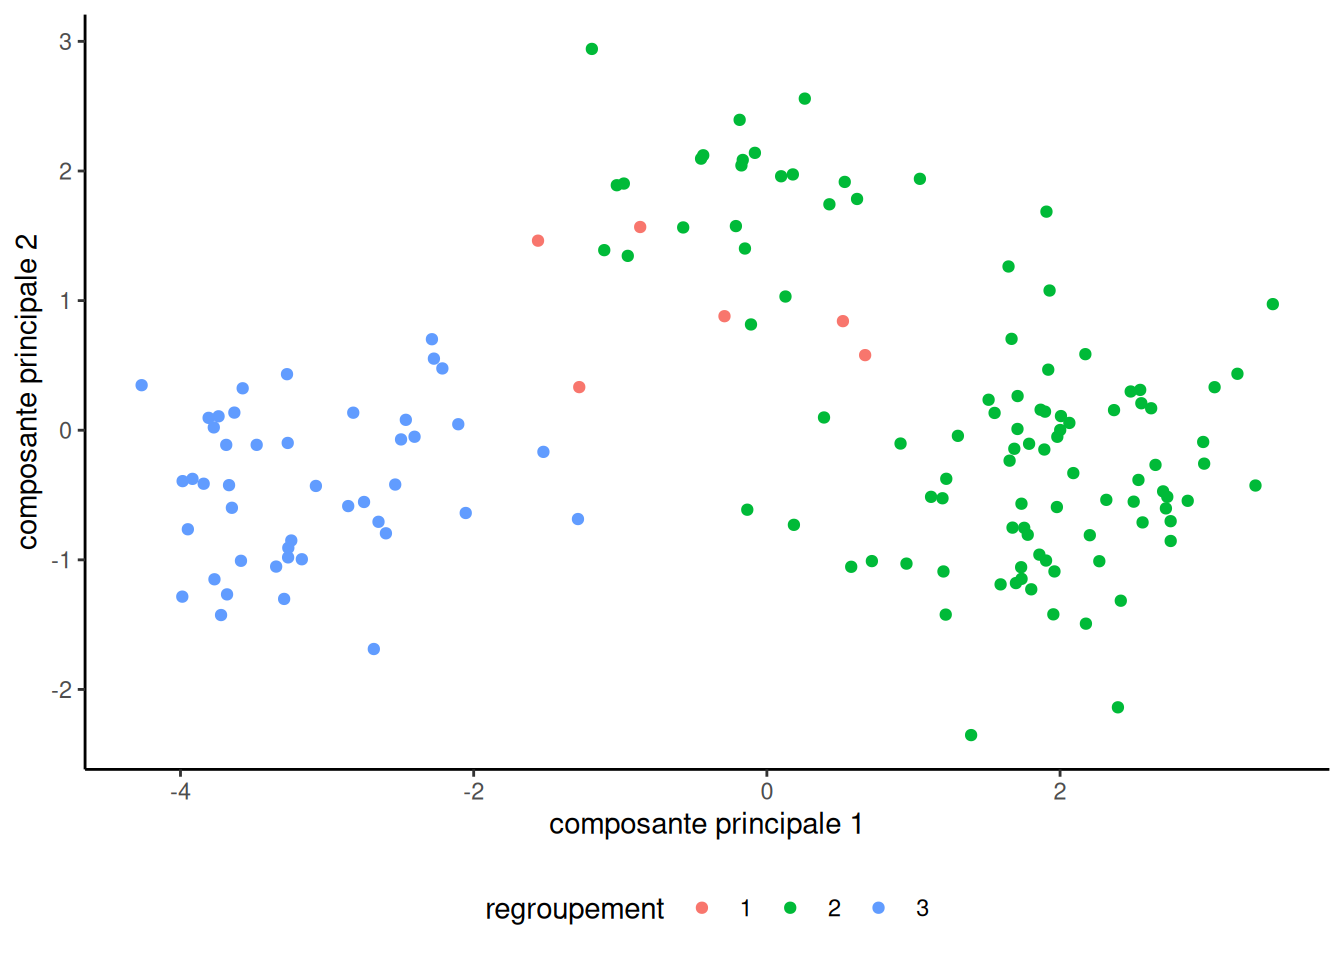 3
2
1
0
-1
-2
composante principale 2
-4 -2 0 2
composante principale 1
regroupement 1 2 3